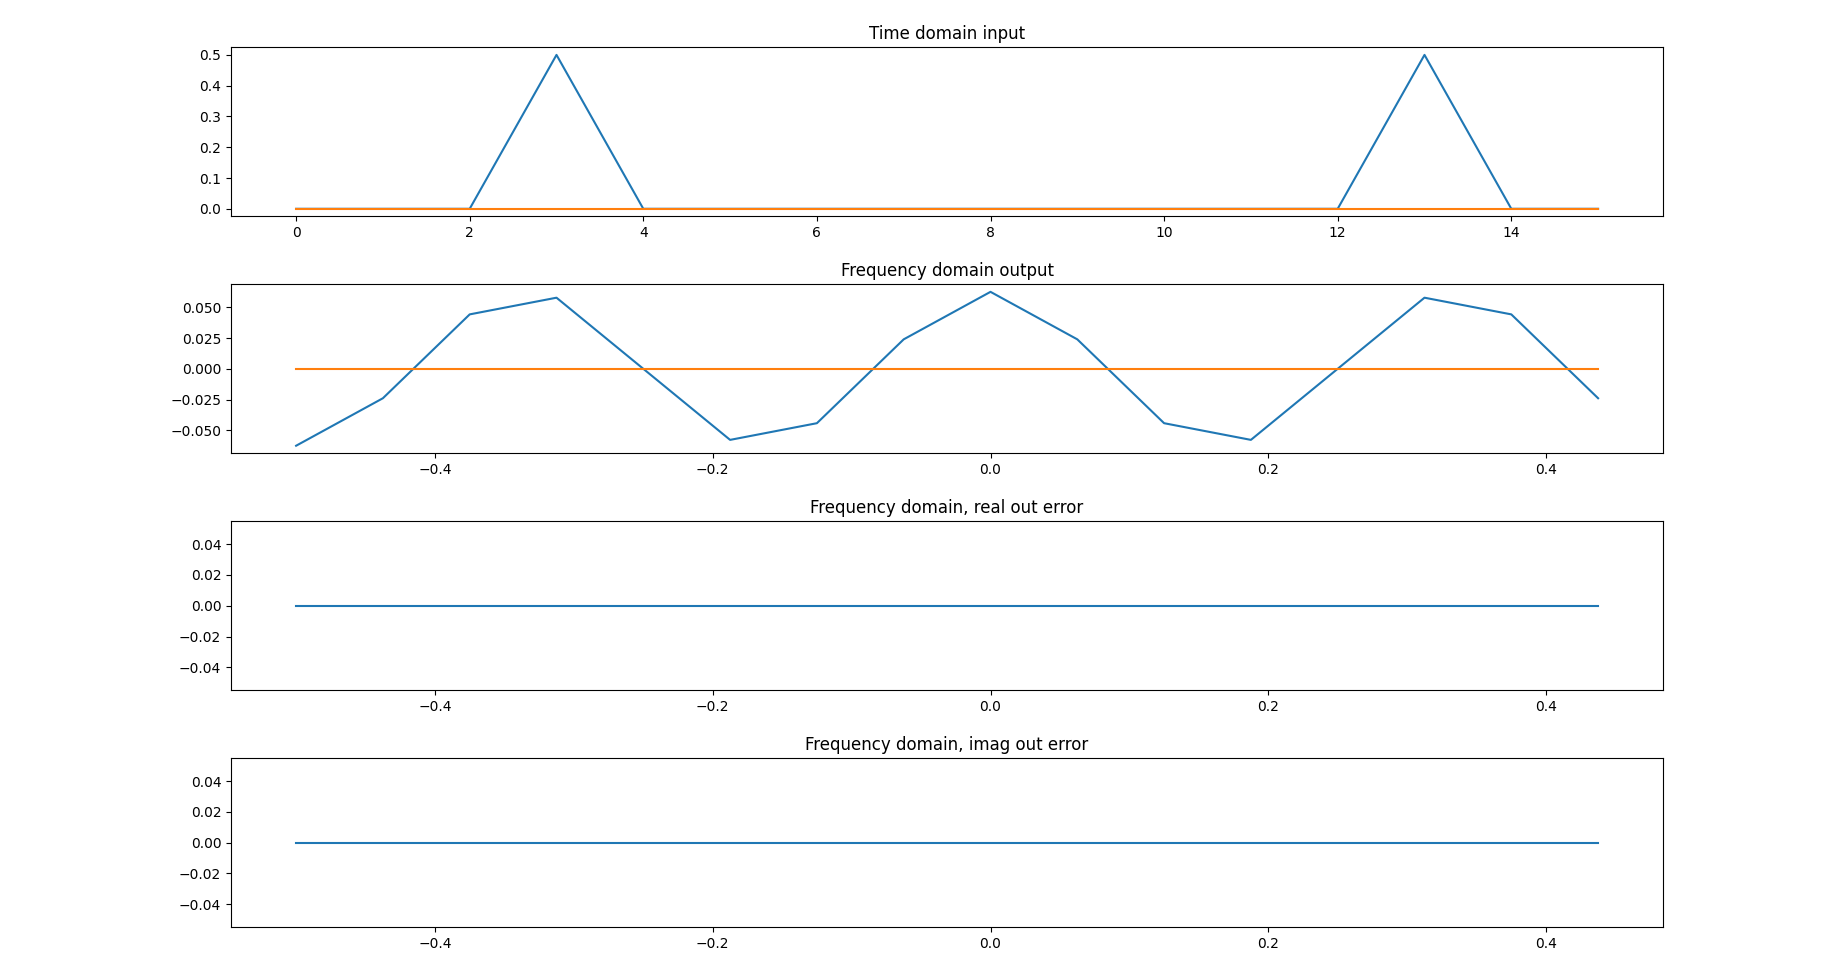 Time domain input
0.5
0.4
0.3
0.2
0.1
0.0
0 2 4 6 8 10 12 14
Frequency domain output
0.050
0.025
0.000
−0.025
−0.050
−0.4 −0.2 0.0 0.2 0.4
Frequency domain, real out error
0.04
0.02
0.00
−0.02
−0.04
−0.4 −0.2 0.0 0.2 0.4
Frequency domain, imag out error
0.04
0.02
0.00
−0.02
−0.04
−0.4 −0.2 0.0 0.2 0.4